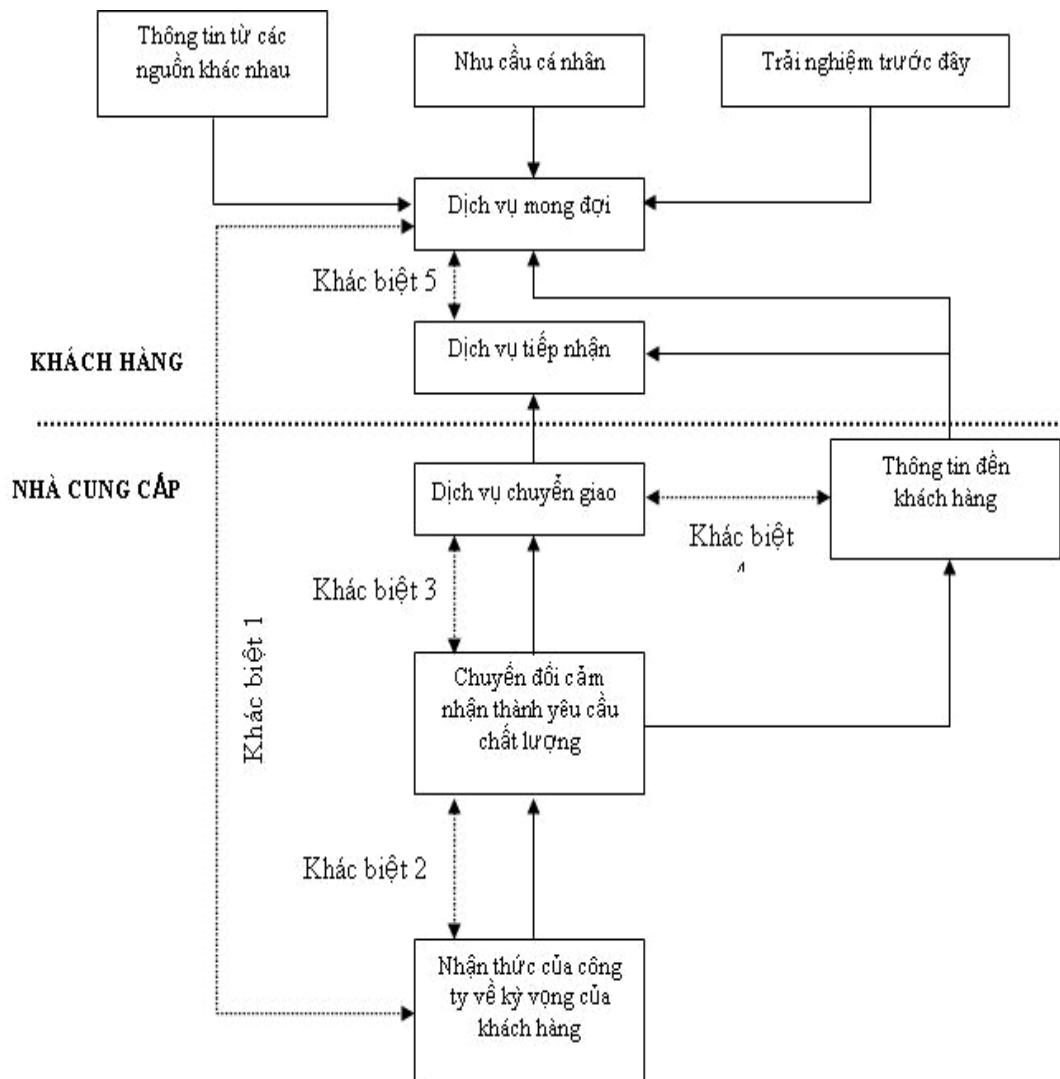 Thông tin từ các
nguồn khác nhau
Nhu cầu cá nhân
Trải nghiệm trước đây
Dịch vụ mong đợi
Khác biệt 5
Dịch vụ tiếp nhận
KHÁCH HÀNG
NHÀ CUNG CẤP
Dịch vụ chuyển giao
Thông tin đến
khách hàng
Khác biệt
Khác biệt 3
Khác biệt 1
Chuyển đổi cảm
nhận thành yêu cầu
chất lượng
Khác biệt 2
Nhận thức của công
ty về kỳ vọng của
khách hàng